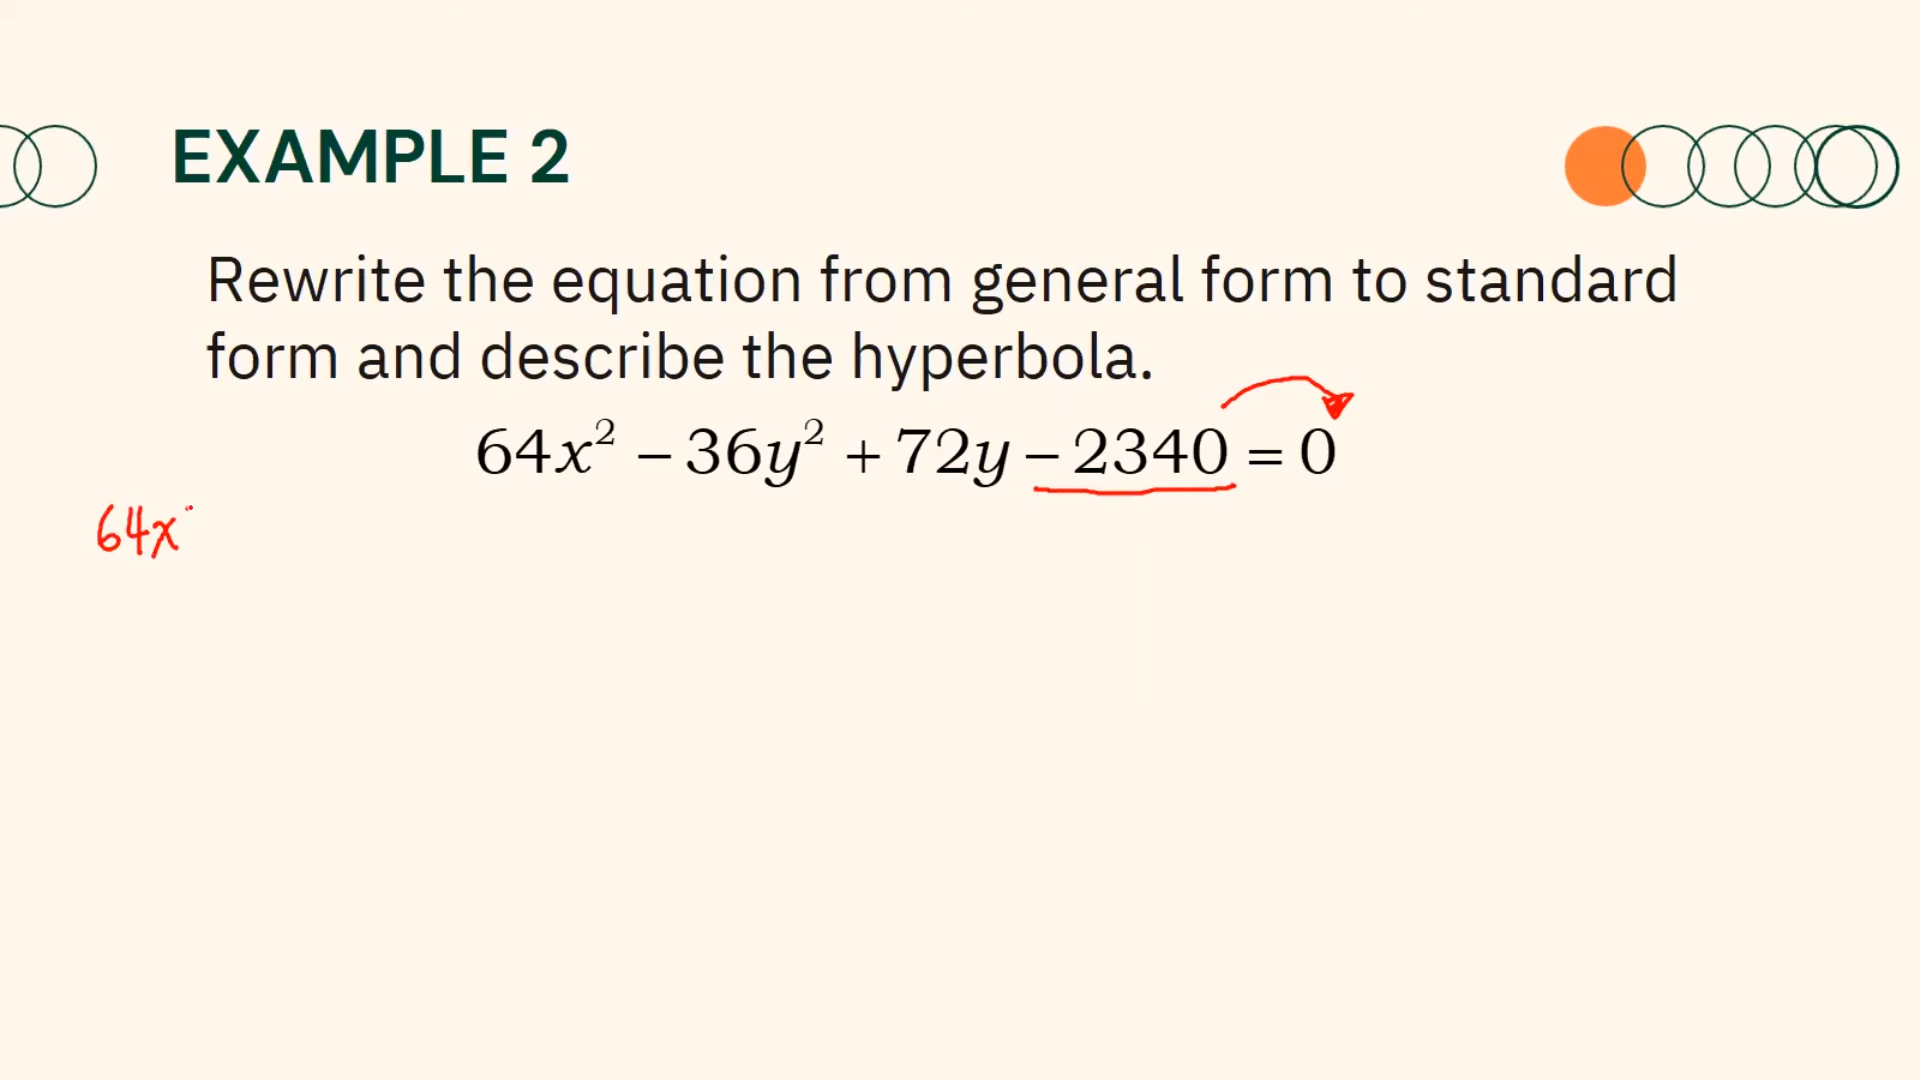 EXAMPLE 2
Rewrite the equation from general form to standard
form and describe the hyperbola.
64x² − 36y² + 72y − 2340 = 0
64x